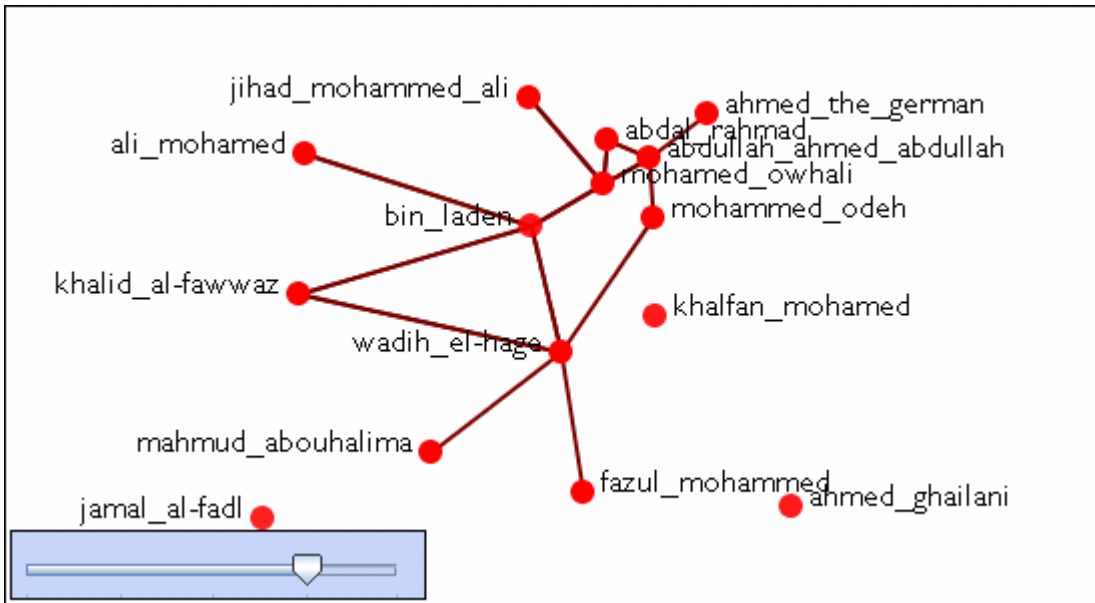 jihad_mohammed_ali
ahmed_the_german
abdal_rahmad
ali_mohamed
abdullah_ahmed_abdullah
mohamed_owhali
bin_laden
mohammed_odeh
khalid_al-fawwaz
khalfan_mohamed
wadih_el-hage
mahmud_abouhalima
fazul_mohammed
ahmed_ghailani
jamal_al-fadl